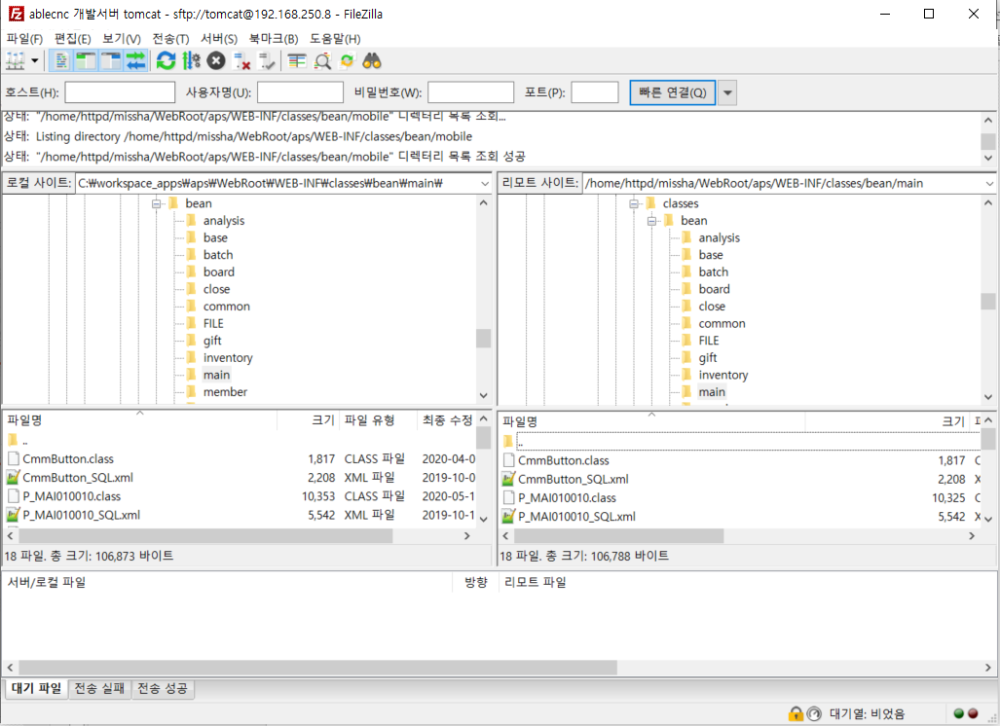 ablecnc 개발서버 tomcat - sftp://tomcat@192.168.250.8 - FileZilla
파일(F) 편집(E) 보기(V) 전송(T) 서버(S) 북마크(B) 도움말(H)
호스트(H): 사용자명(U): 비밀번호(W): 포트(P): 빠른 연결(Q)
상태: "/home/httpd/missha/WebRoot/aps/WEB-INF/classes/bean/mobile" 디렉터리 목록 조회...
상태: Listing directory /home/httpd/missha/WebRoot/aps/WEB-INF/classes/bean/mobile
상태: "/home/httpd/missha/WebRoot/aps/WEB-INF/classes/bean/mobile" 디렉터리 목록 조회 성공
로컬 사이트: C:₩workspace_apps₩aps₩WebRoot₩WEB-INF₩classes₩bean₩main₩
bean
analysis
base
batch
board
close
common
FILE
gift
inventory
main
member
파일명 크기 파일 유형 최종 수정
..
CmmButton.class 1,817 CLASS 파일 2020-04-0
CmmButton_SQL.xml 2,208 XML 파일 2019-10-0
P_MAI010010.class 10,353 CLASS 파일 2020-05-1
P_MAI010010_SQL.xml 5,542 XML 파일 2019-10-1
18 파일. 총 크기: 106,873 바이트
리모트 사이트: /home/httpd/missha/WebRoot/aps/WEB-INF/classes/bean/main
classes
bean
analysis
base
batch
board
close
common
FILE
gift
inventory
main
파일명 크기
..
CmmButton.class 1,817 C
CmmButton_SQL.xml 2,208 X
P_MAI010010.class 10,325 C
P_MAI010010_SQL.xml 5,542 X
18 파일. 총 크기: 106,788 바이트
서버/로컬 파일 방향 리모트 파일
대기 파일 전송 실패 전송 성공
대기열: 비었음